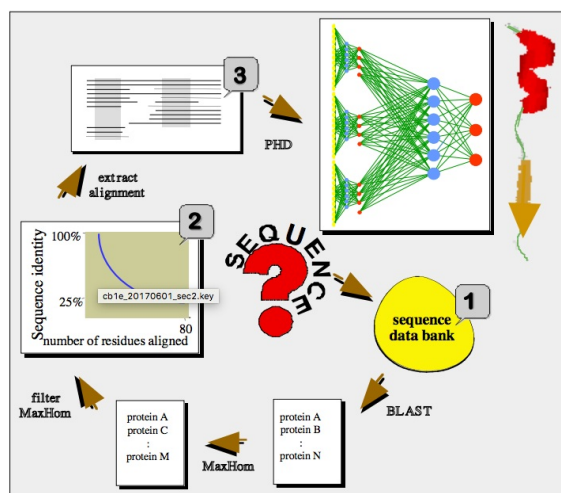 3
PHD
extract
alignment
2
100%
25%
Sequence identity
cb1e_20170601_sec2.key
80
number of residues aligned
SEQUENCE
?
1
sequence
data bank
BLAST
protein A
protein B
:
protein N
MaxHom
protein A
protein C
:
protein M
filter
MaxHom